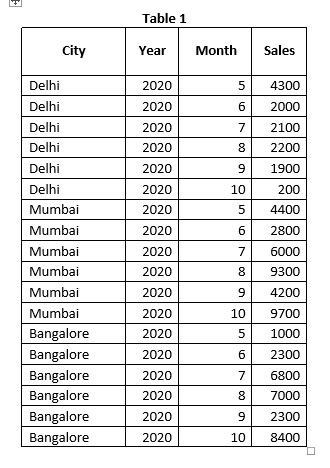 Table 1
City Year Month Sales
Delhi 2020 5 4300
Delhi 2020 6 2000
Delhi 2020 7 2100
Delhi 2020 8 2200
Delhi 2020 9 1900
Delhi 2020 10 200
Mumbai 2020 5 4400
Mumbai 2020 6 2800
Mumbai 2020 7 6000
Mumbai 2020 8 9300
Mumbai 2020 9 4200
Mumbai 2020 10 9700
Bangalore 2020 5 1000
Bangalore 2020 6 2300
Bangalore 2020 7 6800
Bangalore 2020 8 7000
Bangalore 2020 9 2300
Bangalore 2020 10 8400